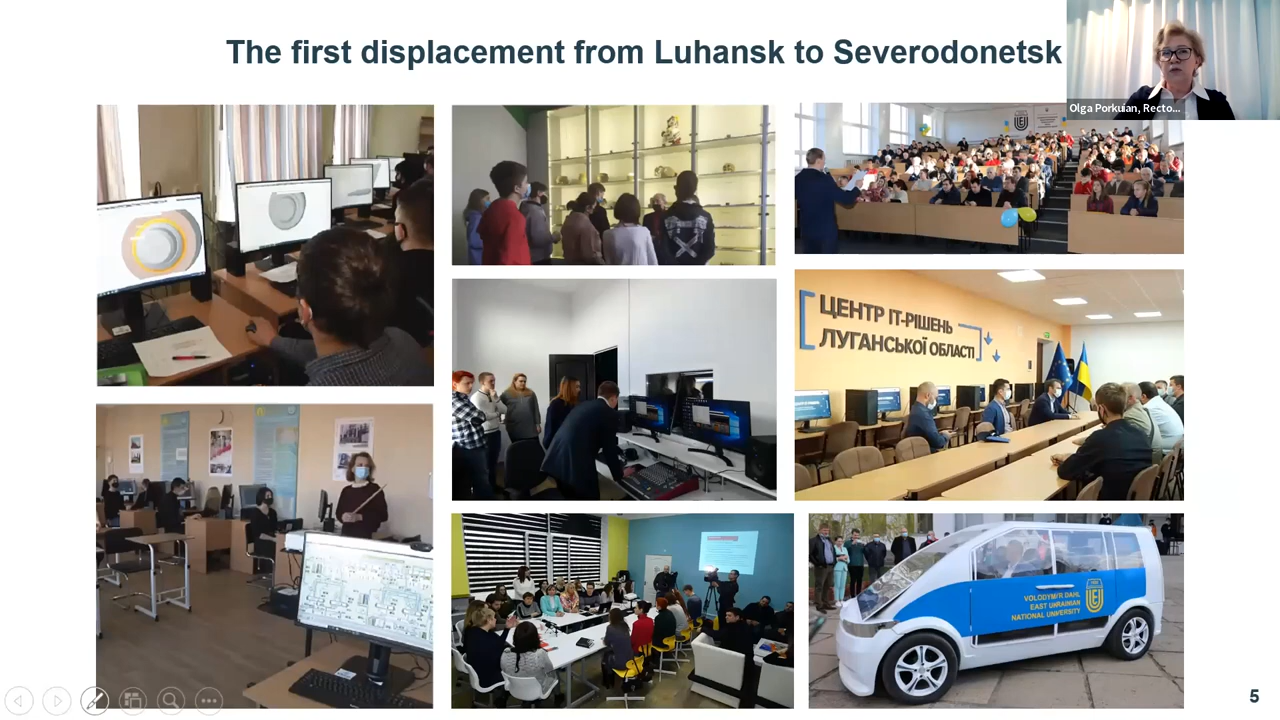 The first displacement from Luhansk to Severodonetsk
Olga Porkuian, Recto...
ЦЕНТР ІТ-РІШЕНЬ
ЛУГАНСЬКОЇ ОБЛАСТІ
VOLODYMYR DAHL
EAST UKRAINIAN
NATIONAL UNIVERSITY
5